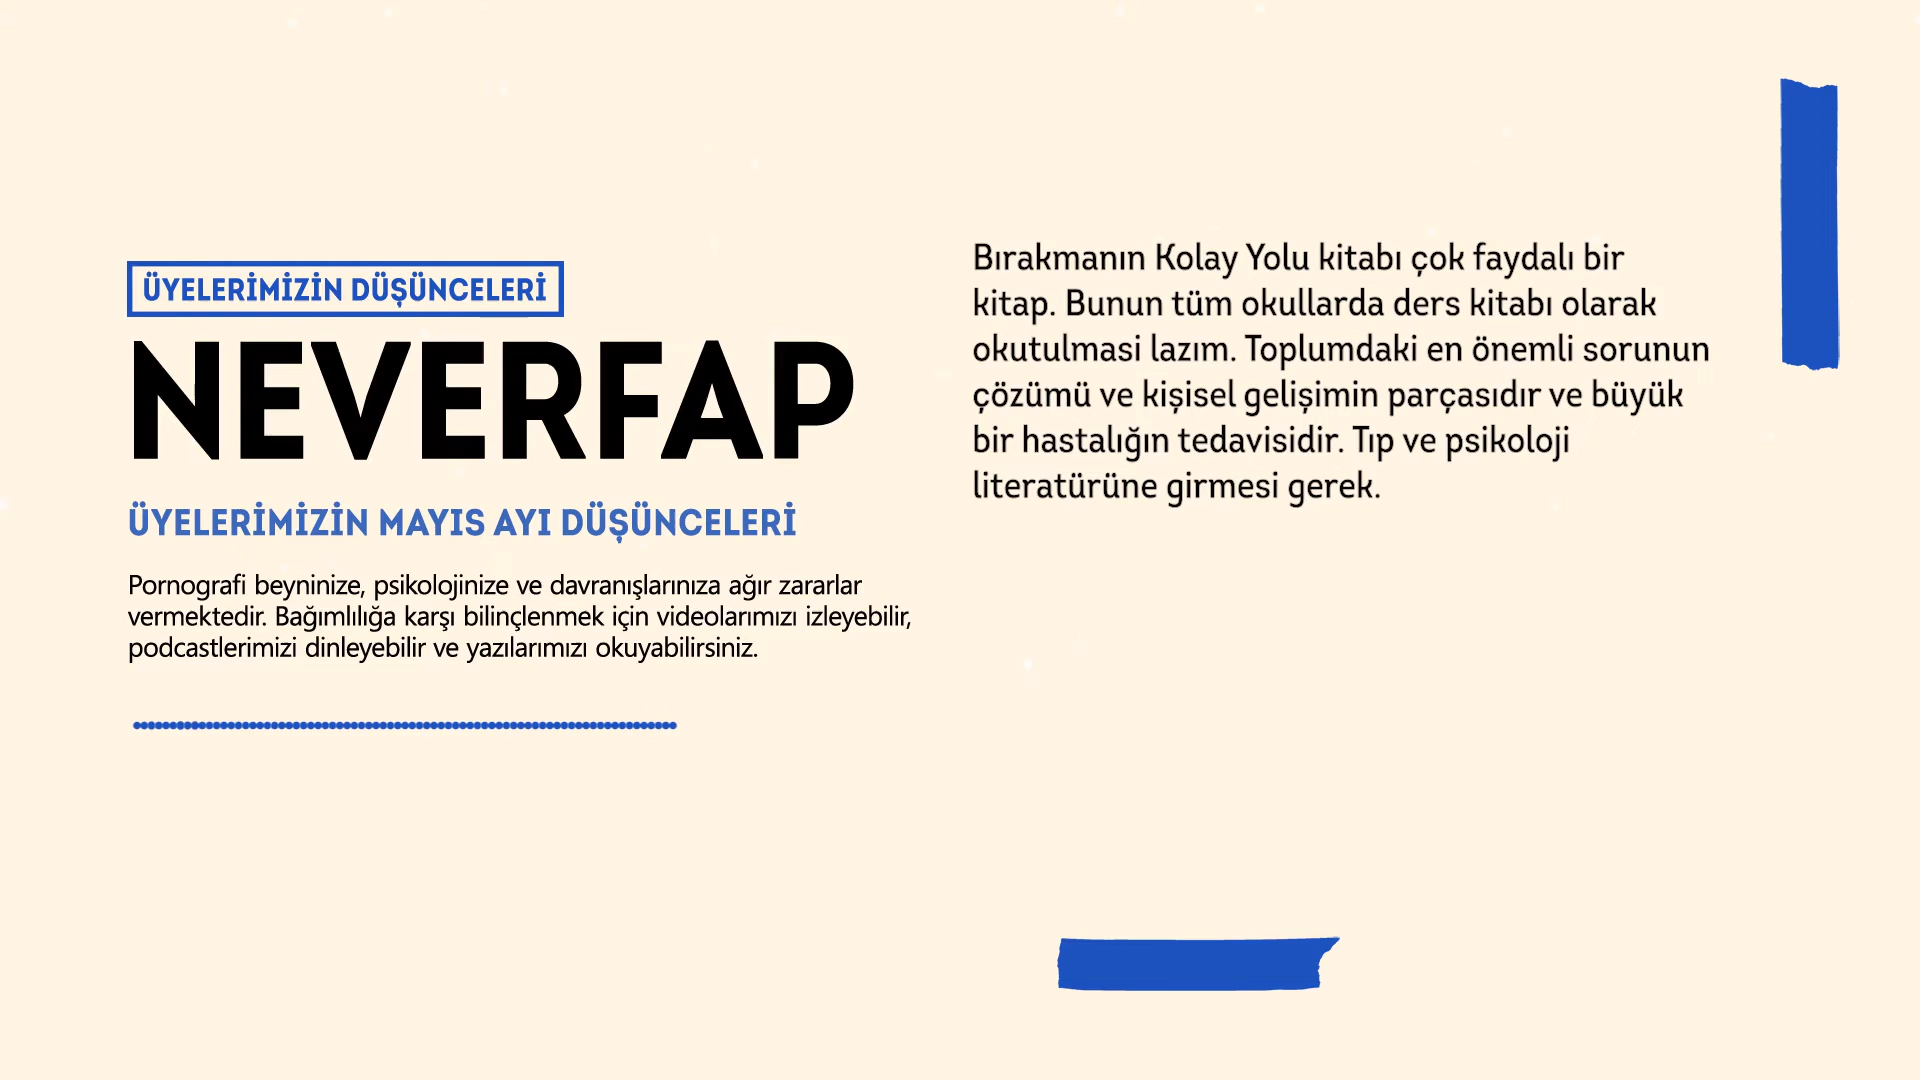 ÜYELERİMİZİN DÜŞÜNCELERİ
NEVERFAP
ÜYELERİMİZİN MAYIS AYI DÜŞÜNCELERİ
Pornografi beyninize, psikolojinize ve davranışlarınıza ağır zararlar
vermektedir. Bağımlılığa karşı bilinçlenmek için videolarımızı izleyebilir,
podcastlerimizi dinleyebilir ve yazılarımızı okuyabilirsiniz.
Bırakmanın Kolay Yolu kitabı çok faydalı bir
kitap. Bunun tüm okullarda ders kitabı olarak
okutulmasi lazım. Toplumdaki en önemli sorunun
çözümü ve kişisel gelişimin parçasıdır ve büyük
bir hastalığın tedavisidir. Tıp ve psikoloji
literatürüne girmesi gerek.